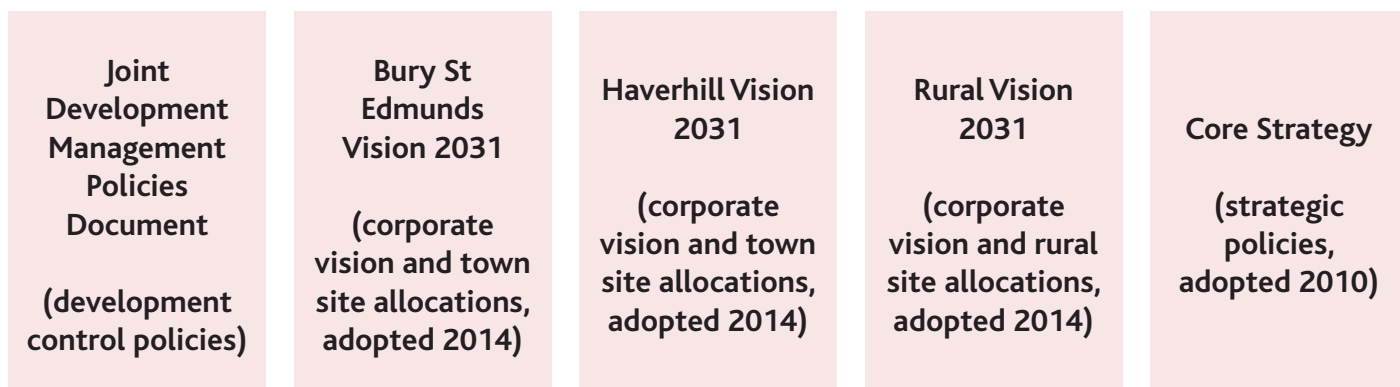 Joint
Development
Management
Policies
Document
(development
control policies)
Bury St
Edmunds
Vision 2031
(corporate
vision and town
site allocations,
adopted 2014)
Haverhill Vision
2031
(corporate
vision and town
site allocations,
adopted 2014)
Rural Vision
2031
(corporate
vision and rural
site allocations,
adopted 2014)
Core Strategy
(strategic
policies,
adopted 2010)